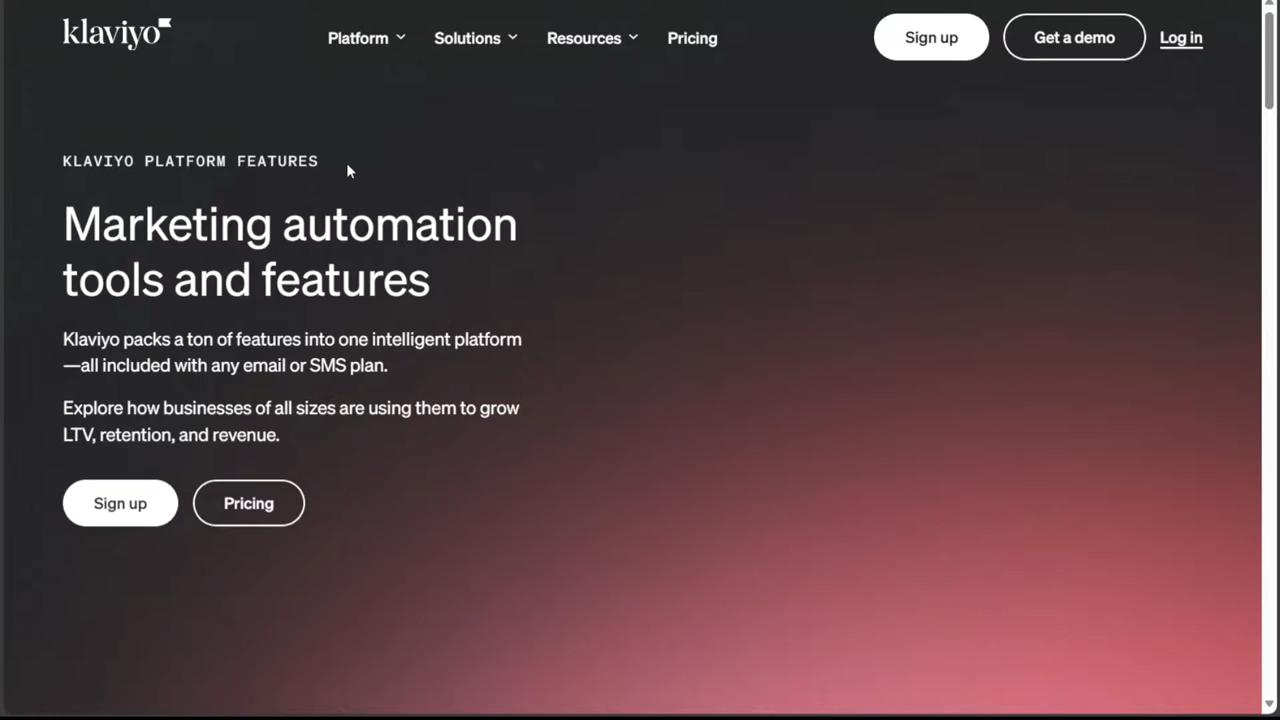 klaviyo
Platform
Solutions
Resources
Pricing
Sign up
Get a demo
Log in
KLAVIYO PLATFORM FEATURES
Marketing automation
tools and features
Klaviyo packs a ton of features into one intelligent platform
—all included with any email or SMS plan.
Explore how businesses of all sizes are using them to grow
LTV, retention, and revenue.
Sign up
Pricing